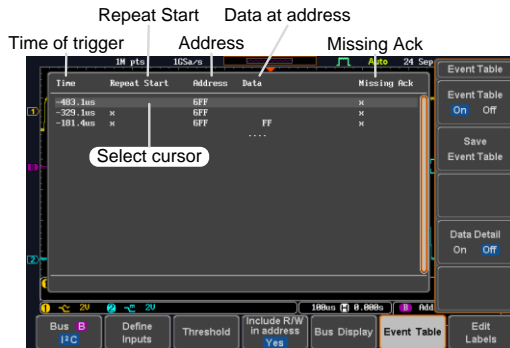 Repeat Start Data at address
Time of trigger Address Missing Ack
1M pts 1GSa/s Auto 24 Sep
Event Table
Time Repeat Start Address Data Missing Ack
-483.1us 6FF x
-329.1us x 6FF x
-181.4us x 6FF FF x
....
Select cursor
Event Table
On Off
Save
Event Table
Data Detail
On Off
1 2V 2 2V 100us 0.000s B Add
Bus B
I²C
Define
Inputs
Threshold
Include R/W
in address
Yes
Bus Display
Event Table
Edit
Labels